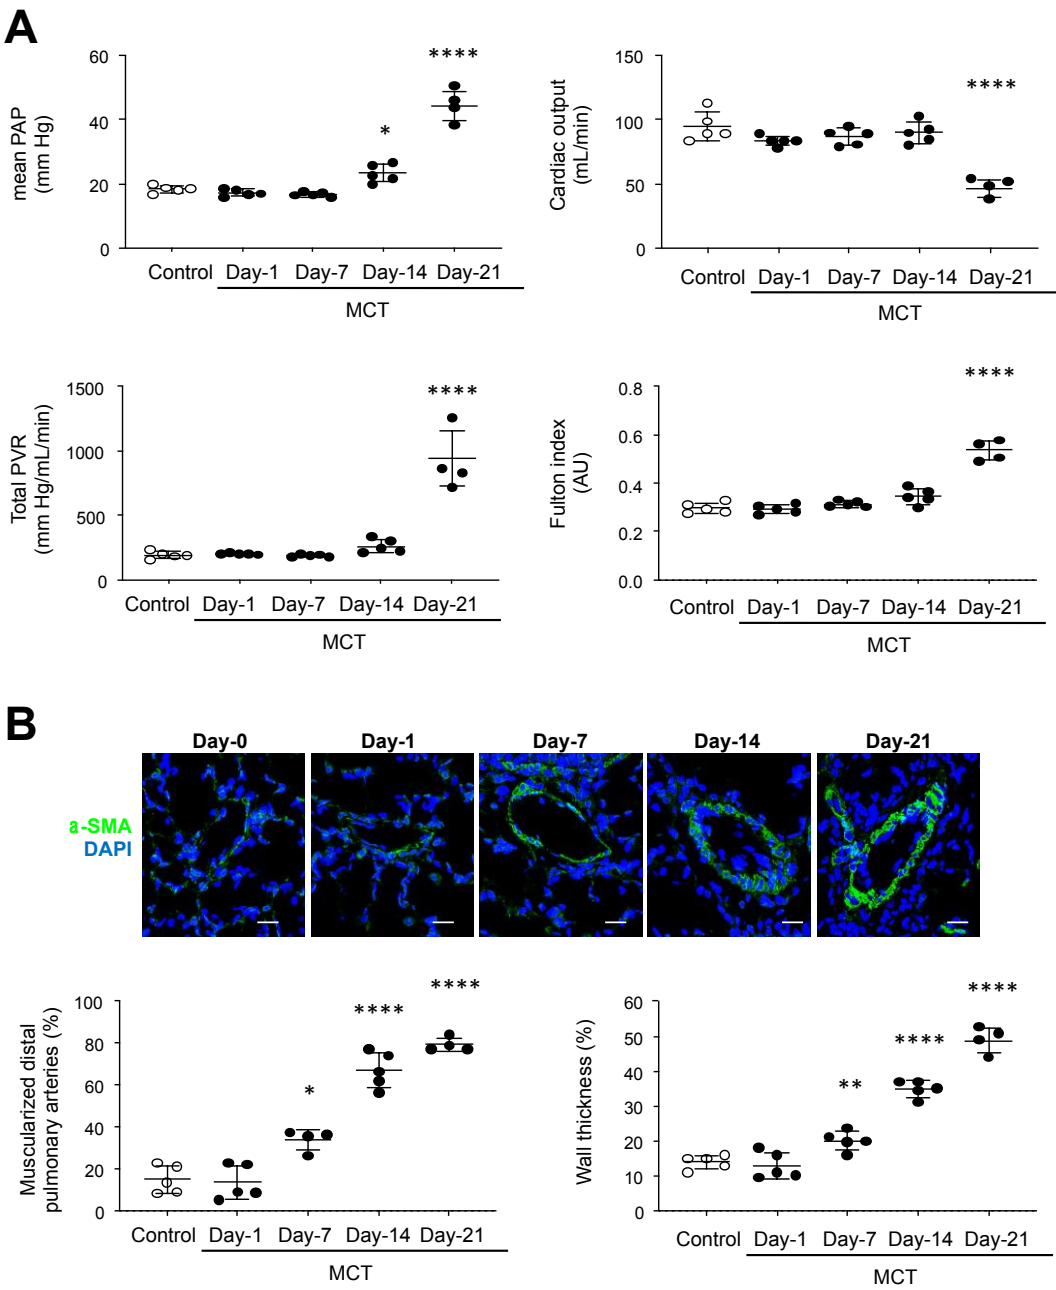 A
mean PAP
(mm Hg)
60
40
20
0
*
****
Control Day-1 Day-7 Day-14 Day-21
MCT
Cardiac output
(mL/min)
150
100
50
0
****
Control Day-1 Day-7 Day-14 Day-21
MCT
Total PVR
(mm Hg/mL/min)
1500
1000
500
0
****
Control Day-1 Day-7 Day-14 Day-21
MCT
Fulton index
(AU)
0.8
0.6
0.4
0.2
0.0
****
Control Day-1 Day-7 Day-14 Day-21
MCT
B
Day-0 Day-1 Day-7 Day-14 Day-21
a-SMA
DAPI
Muscularized distal
pulmonary arteries (%)
100
80
60
40
20
0
*
****
****
Control Day-1 Day-7 Day-14 Day-21
MCT
Wall thickness (%)
60
50
40
30
20
10
0
**
****
****
Control Day-1 Day-7 Day-14 Day-21
MCT